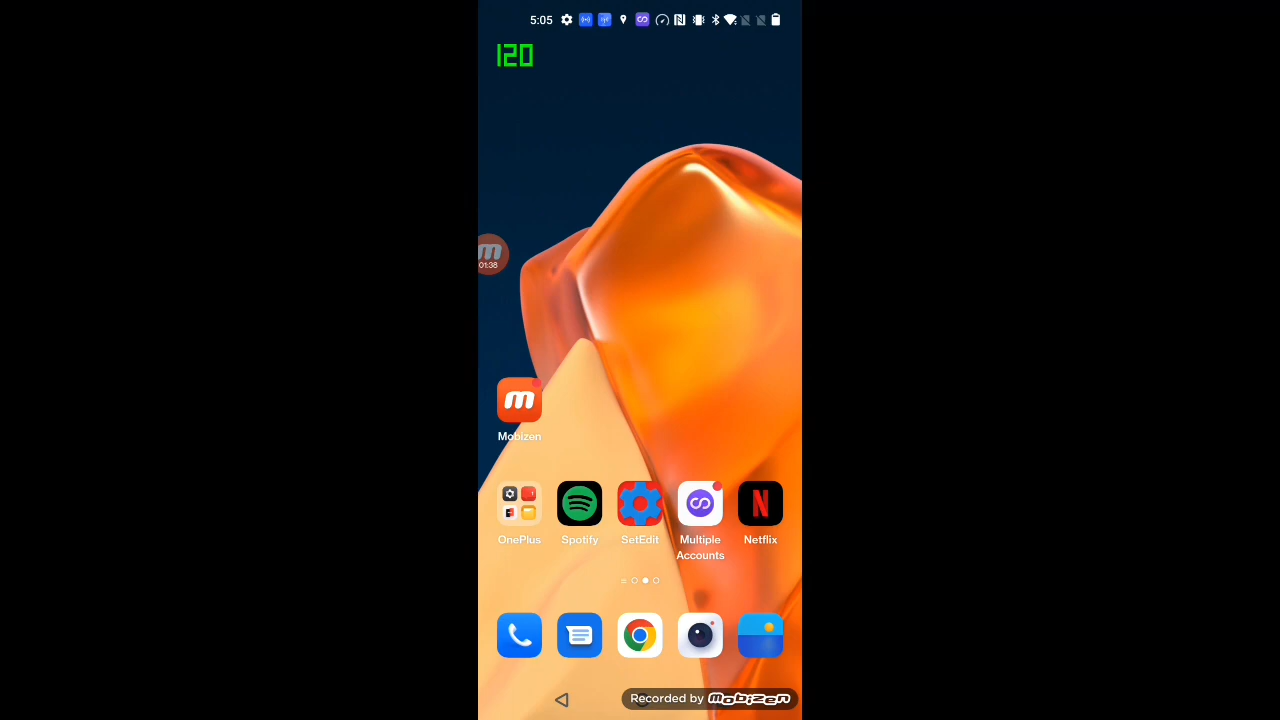 5:05
120
m
01:38
m
Mobizen
OnePlus Spotify SetEdit Multiple Accounts Netflix
Recorded by mobizen